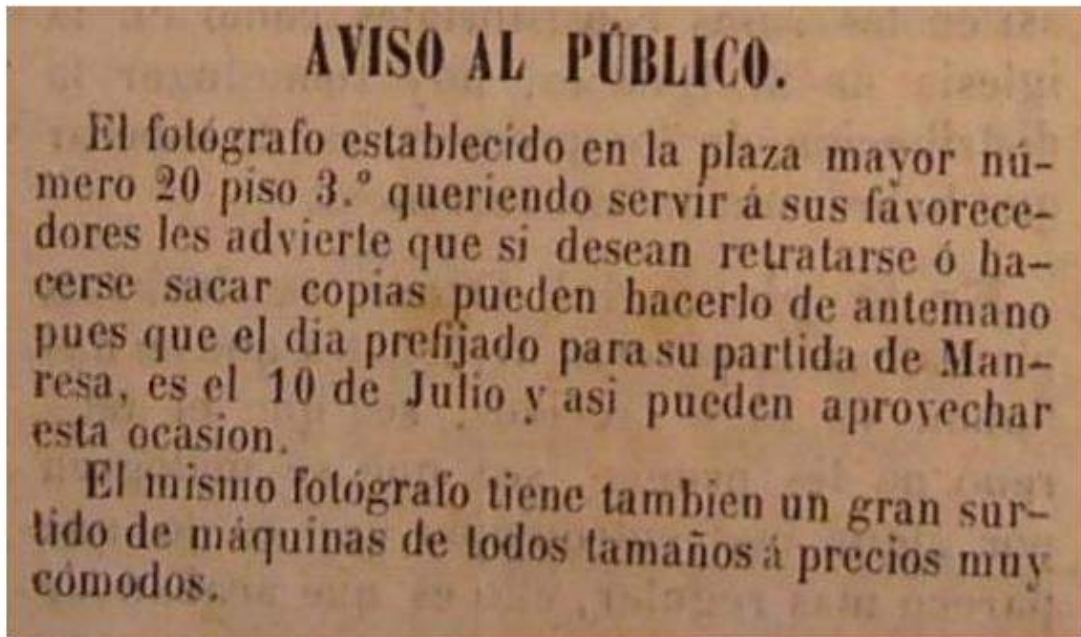 AVISO AL PÚBLICO.
El fotógrafo establecido en la plaza mayor nú-
mero 20 piso 3.º queriendo servir á sus favorece-
dores les advierte que si desean retratarse ó ha-
cerse sacar copias pueden hacerlo de antemano
pues que el dia prefijado para su partida de Man-
resa, es el 10 de Julio y asi pueden aprovechar
esta ocasion.
El mismo fotógrafo tiene tambien un gran sur-
tido de máquinas de todos tamaños á precios muy
cómodos.